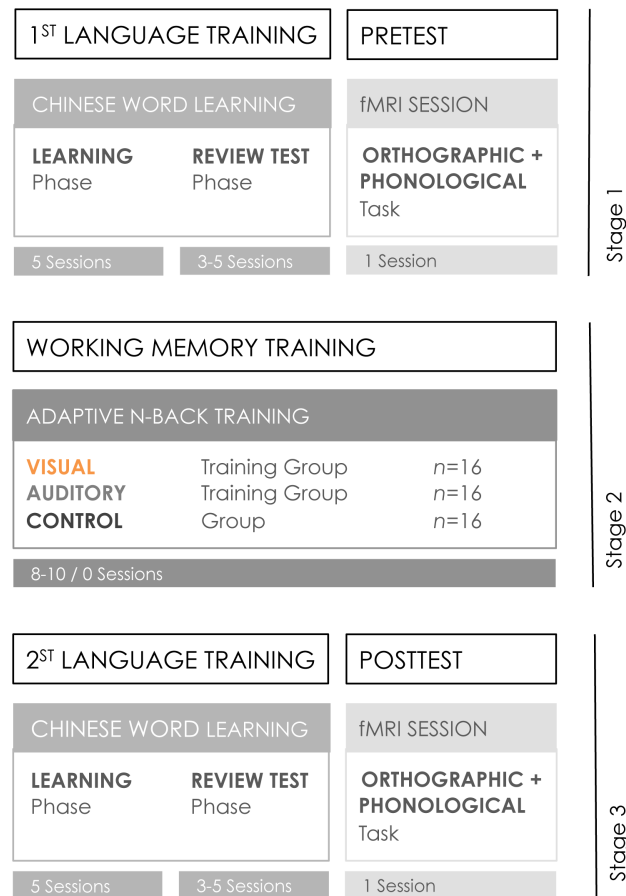 1ST LANGUAGE TRAINING
PRETEST
CHINESE WORD LEARNING
fMRI SESSION
LEARNING
Phase
REVIEW TEST
Phase
ORTHOGRAPHIC +
PHONOLOGICAL
Task
5 Sessions
3-5 Sessions
1 Session
Stage 1
WORKING MEMORY TRAINING
ADAPTIVE N-BACK TRAINING
VISUAL Training Group n=16
AUDITORY Training Group n=16
CONTROL Group n=16
8-10 / 0 Sessions
Stage 2
2ST LANGUAGE TRAINING
POSTTEST
CHINESE WORD LEARNING
fMRI SESSION
LEARNING
Phase
REVIEW TEST
Phase
ORTHOGRAPHIC +
PHONOLOGICAL
Task
5 Sessions
3-5 Sessions
1 Session
Stage 3